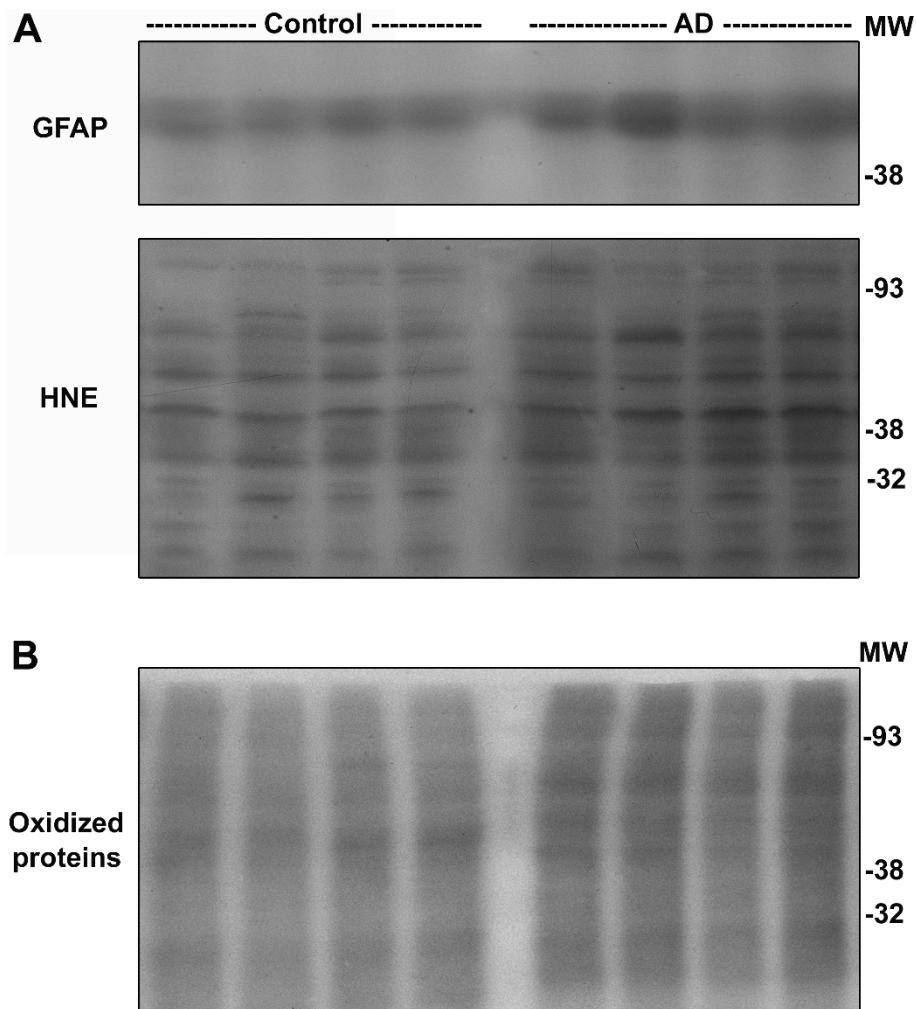 A
Control
AD
MW
GFAP
-38
HNE
-93
-38
-32
B
MW
Oxidized
proteins
-93
-38
-32